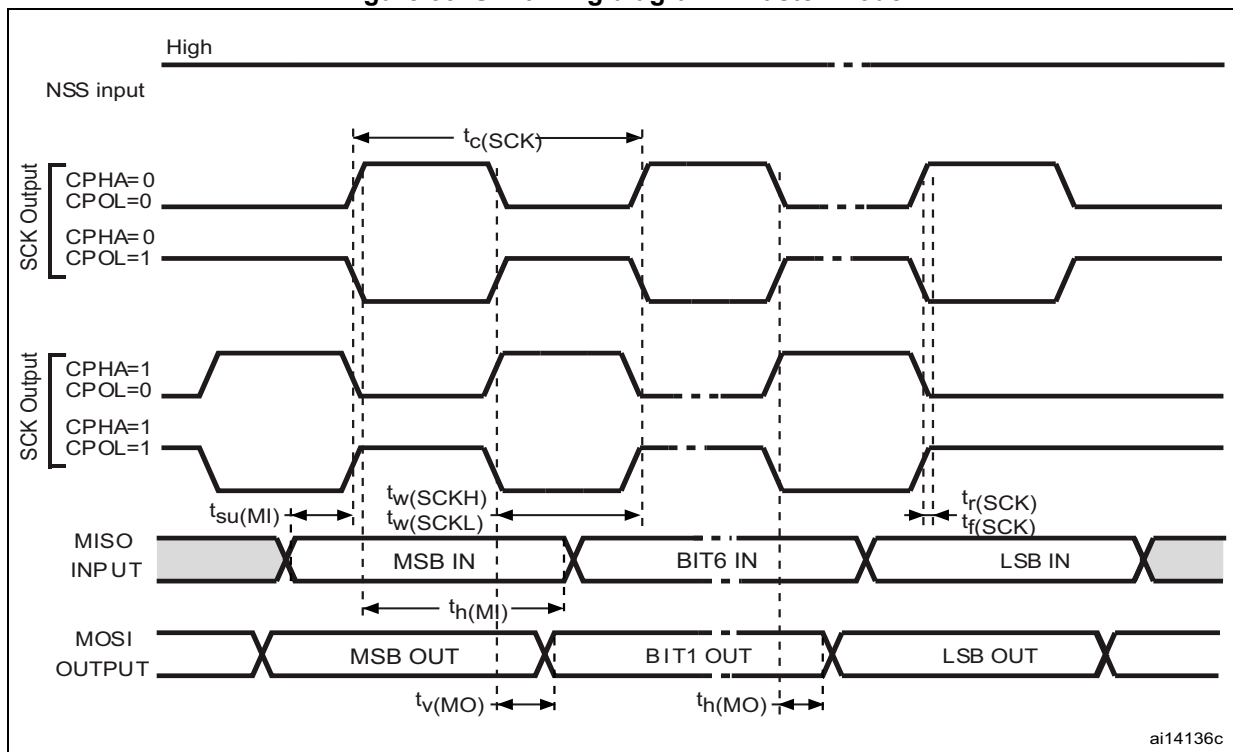 High
NSS input
tc(SCK)
SCK Output
CPHA=0
CPOL=0
CPHA=0
CPOL=1
SCK Output
CPHA=1
CPOL=0
CPHA=1
CPOL=1
tsu(MI)
tw(SCKH)
tw(SCKL)
tr(SCK)
tf(SCK)
MISO
INPUT
MSB IN
BIT6 IN
LSB IN
th(MI)
MOSI
OUTPUT
MSB OUT
BIT1 OUT
LSB OUT
tv(MO)
th(MO)
ai14136c